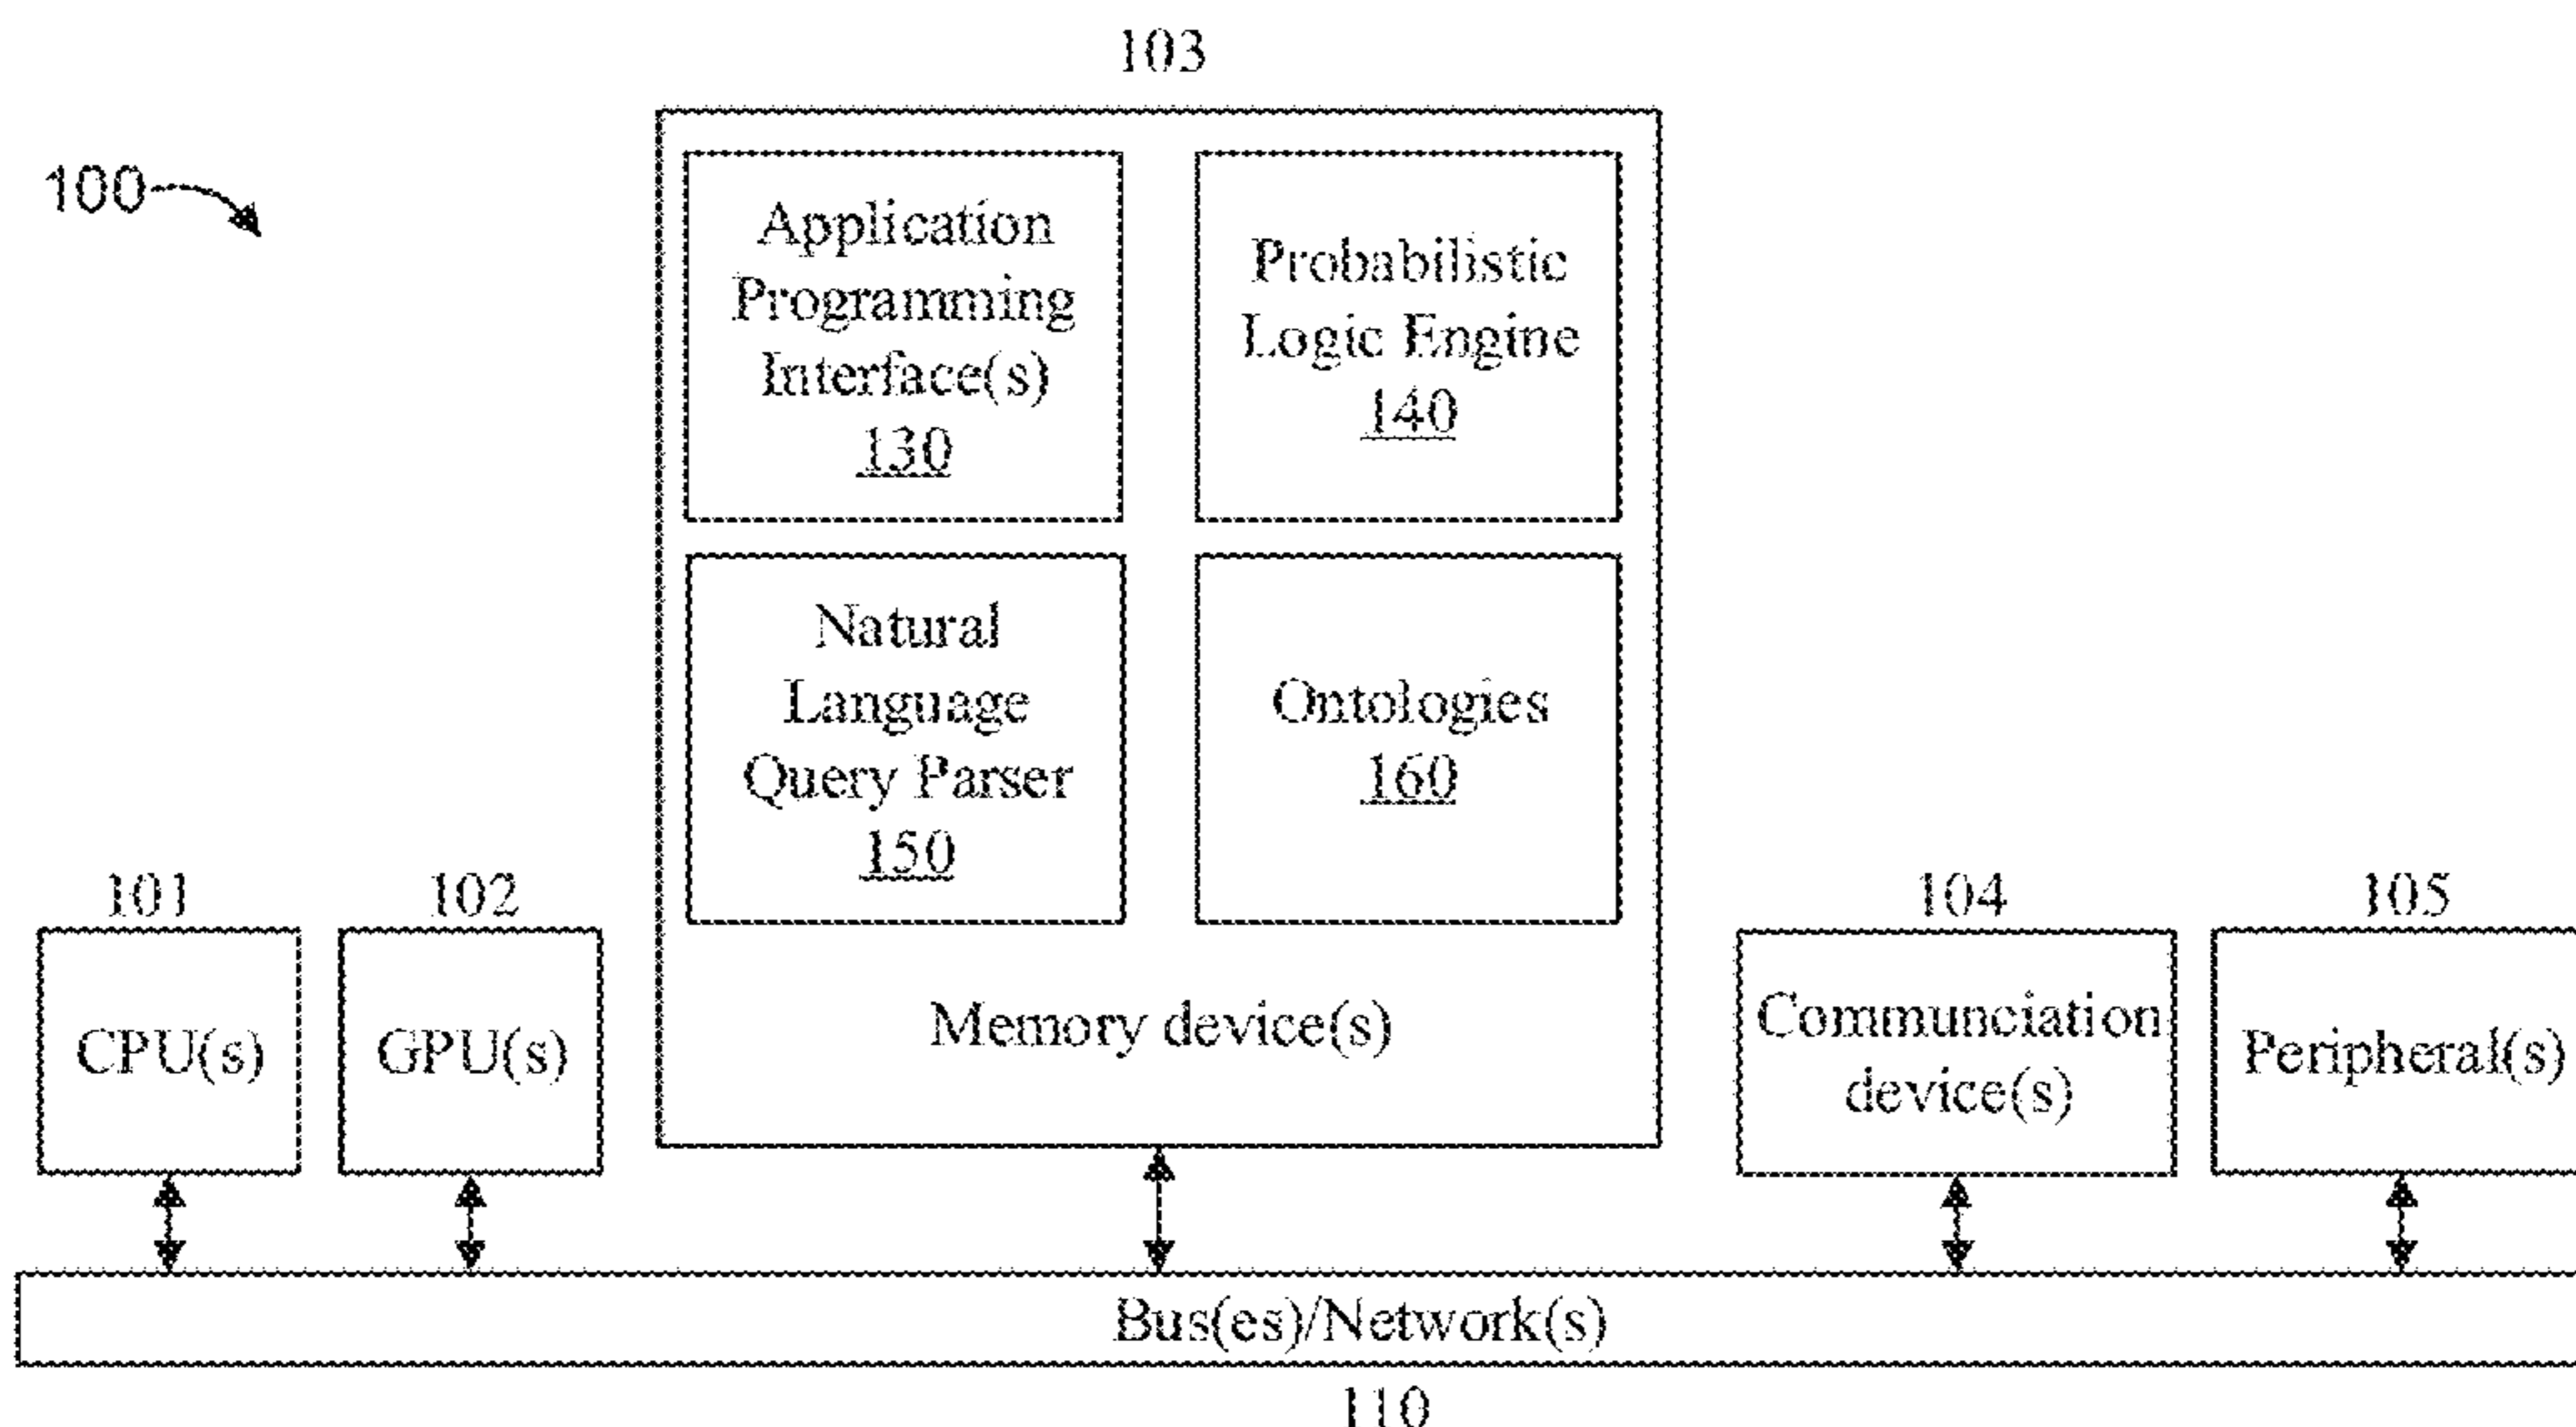 103
100
Application
Programming
Interface(s)
130
Probabilistic
Logic Engine
140
Natural
Language
Query Parser
150
Ontologies
160
Memory device(s)
101
CPU(s)
102
GPU(s)
104
Communciation
device(s)
105
Peripheral(s)
Bus(es)/Network(s)
110